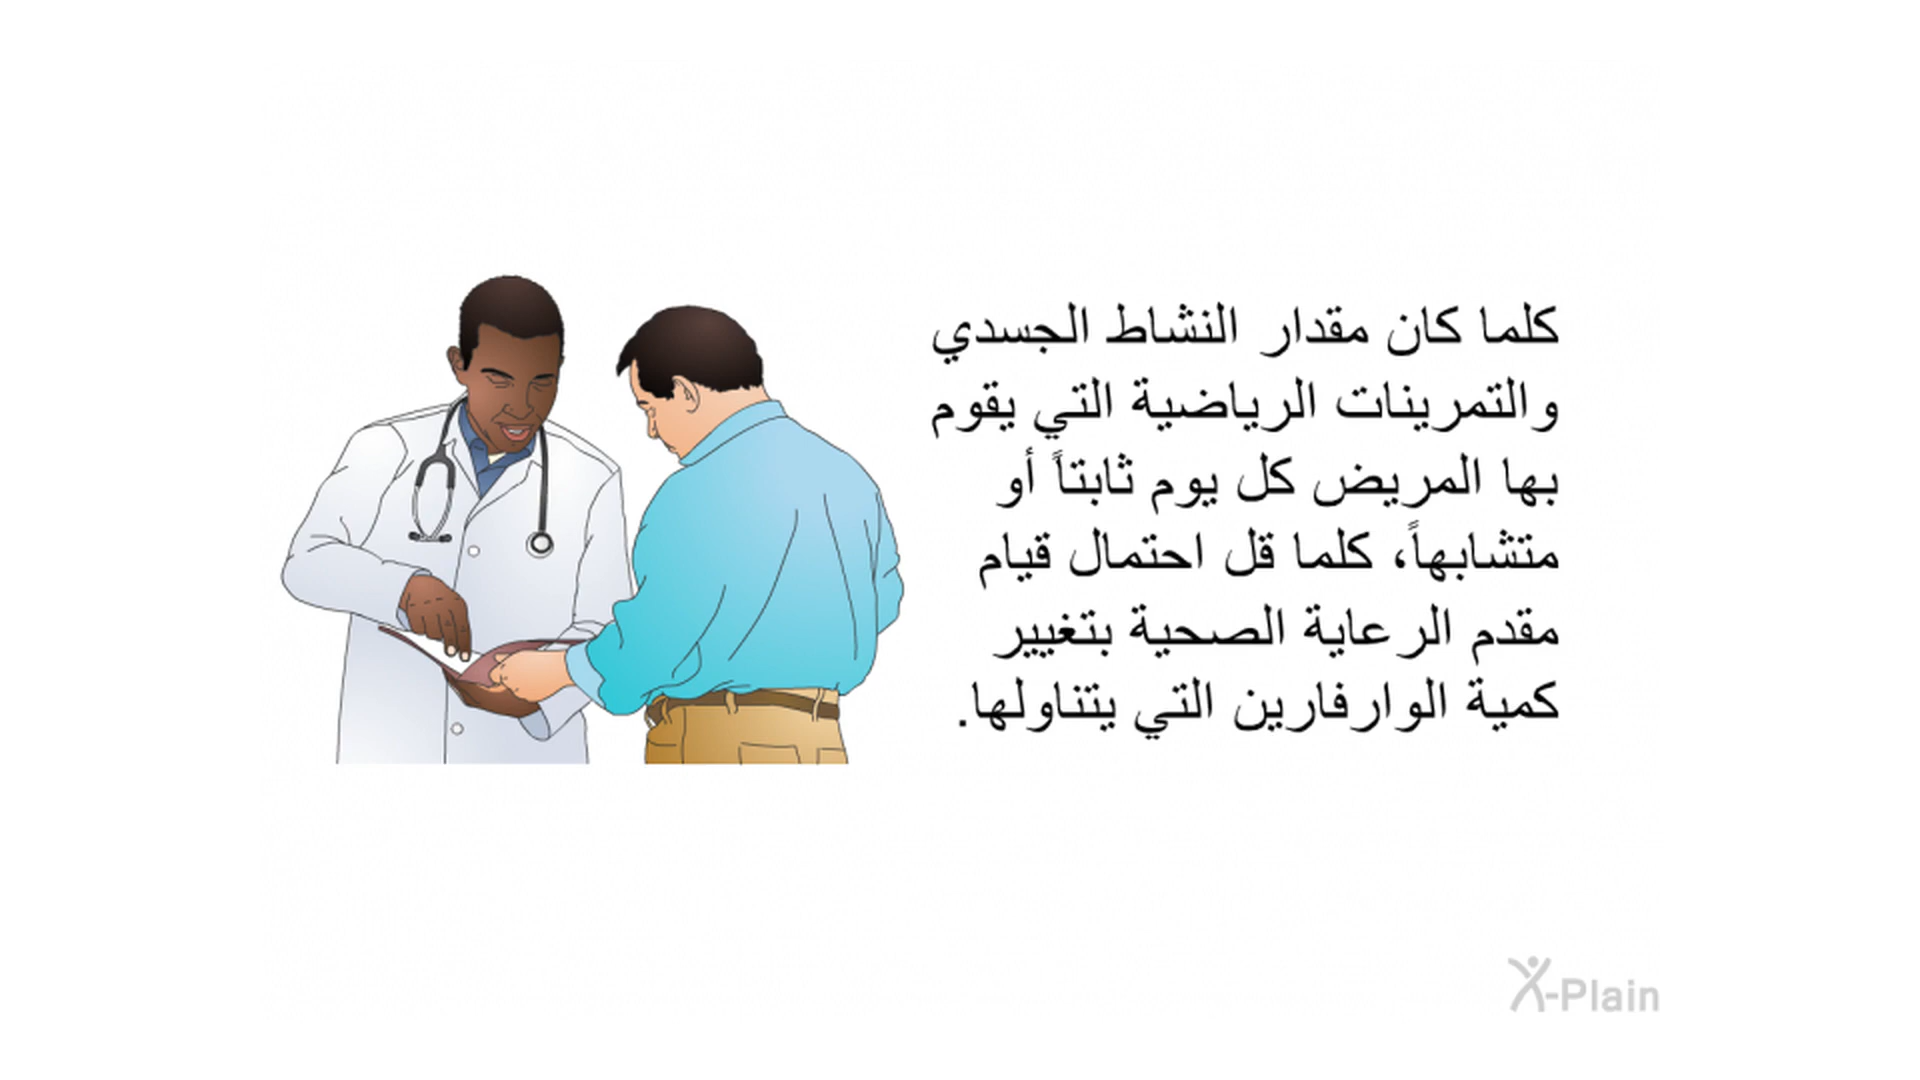 كلما كان مقدار النشاط الجسدي
والتمرينات الرياضية التي يقوم
بها المريض كل يوم ثابتاً أو
متشابهاً، كلما قل احتمال قيام
مقدم الرعاية الصحية بتغيير
كمية الوارفارين التي يتناولها.
X-Plain